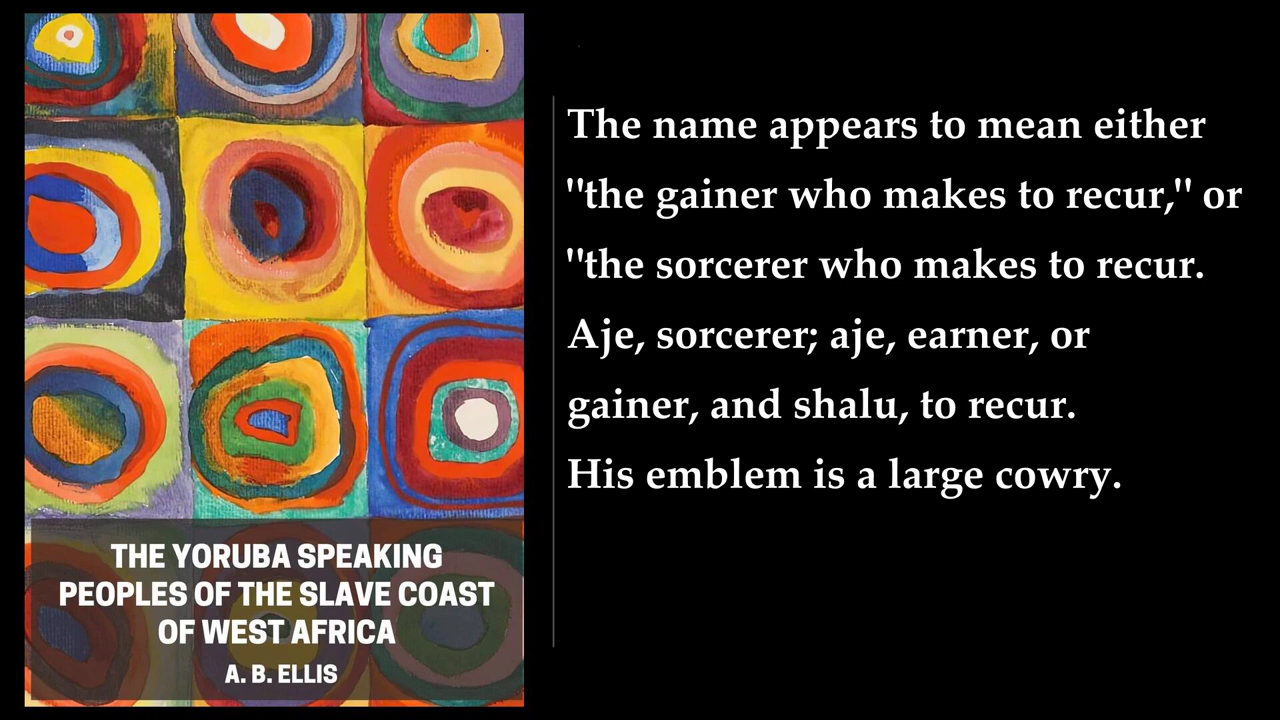 THE YORUBA SPEAKING
PEOPLES OF THE SLAVE COAST
OF WEST AFRICA
A. B. ELLIS
The name appears to mean either
"the gainer who makes to recur," or
"the sorcerer who makes to recur.
Aje, sorcerer; aje, earner, or
gainer, and shalu, to recur.
His emblem is a large cowry.